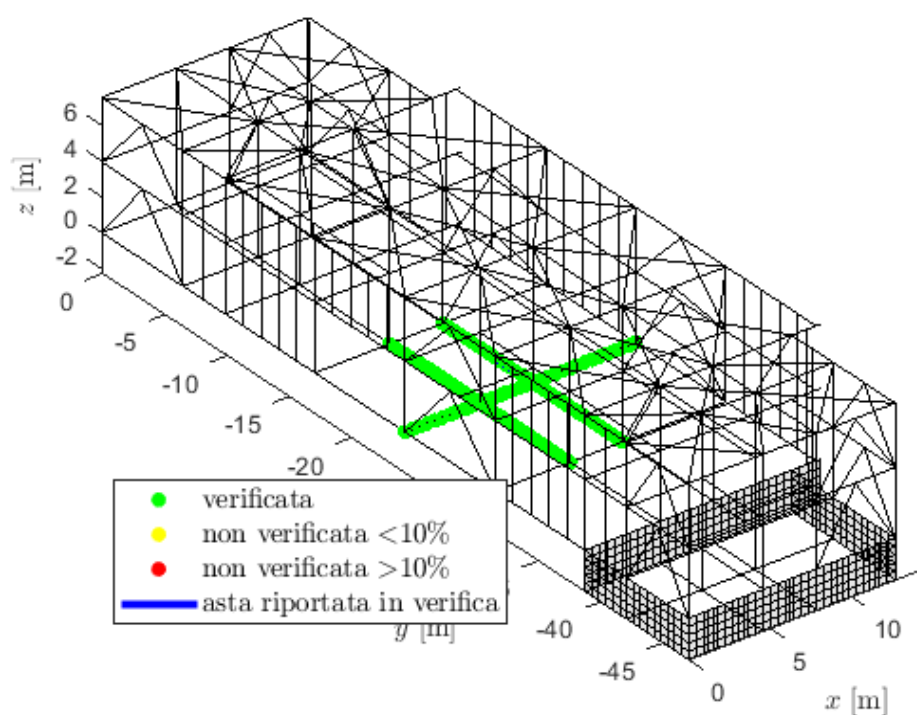 6
4
2
0
-2
z [m]
0
-5
-10
-15
-20
-40
-45
y [m]
0
5
10
x [m]
verificata
non verificata <10%
non verificata >10%
asta riportata in verifica